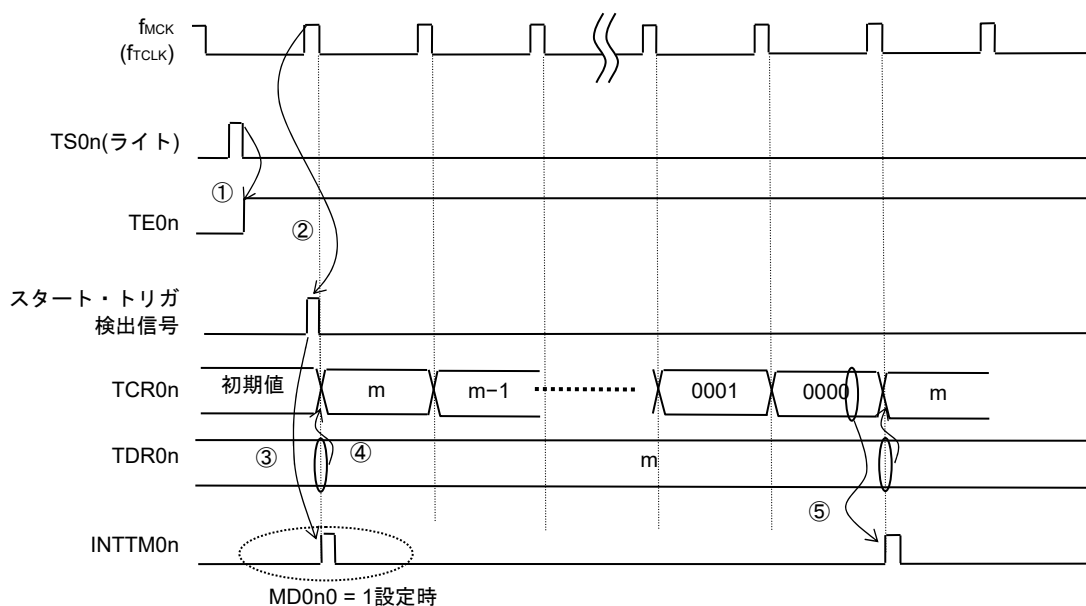 fMCK
(fTCLK)
TS0n(ライト)
①
TE0n
②
スタート・トリガ
検出信号
TCR0n 初期値 m m−1 0001 0000 m
TDR0n ③ ④ m
⑤
INTTM0n
MD0n0 = 1設定時